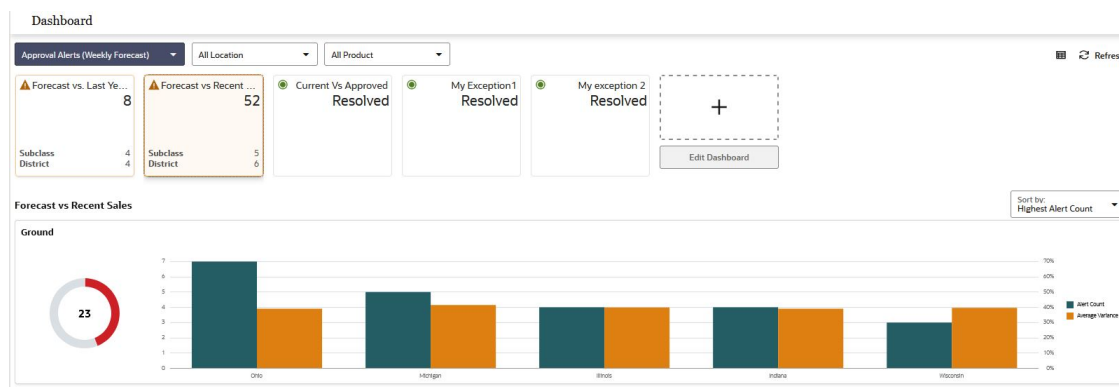 Dashboard
Approval Alerts (Weekly Forecast)
All Location
All Product
Refres
Forecast vs. Last Ye...
8
Subclass 4
District 4
Forecast vs Recent ...
52
Subclass 5
District 6
Current Vs Approved
Resolved
My Exception1
Resolved
My exception 2
Resolved
+
Edit Dashboard
Forecast vs Recent Sales
Sort by:
Highest Alert Count
Ground
23
7
6
5
4
3
2
1
0
70%
60%
50%
40%
30%
20%
10%
0%
Ohio
Michigan
Illinois
Indiana
Wisconsin
Alert Count
Average Variance